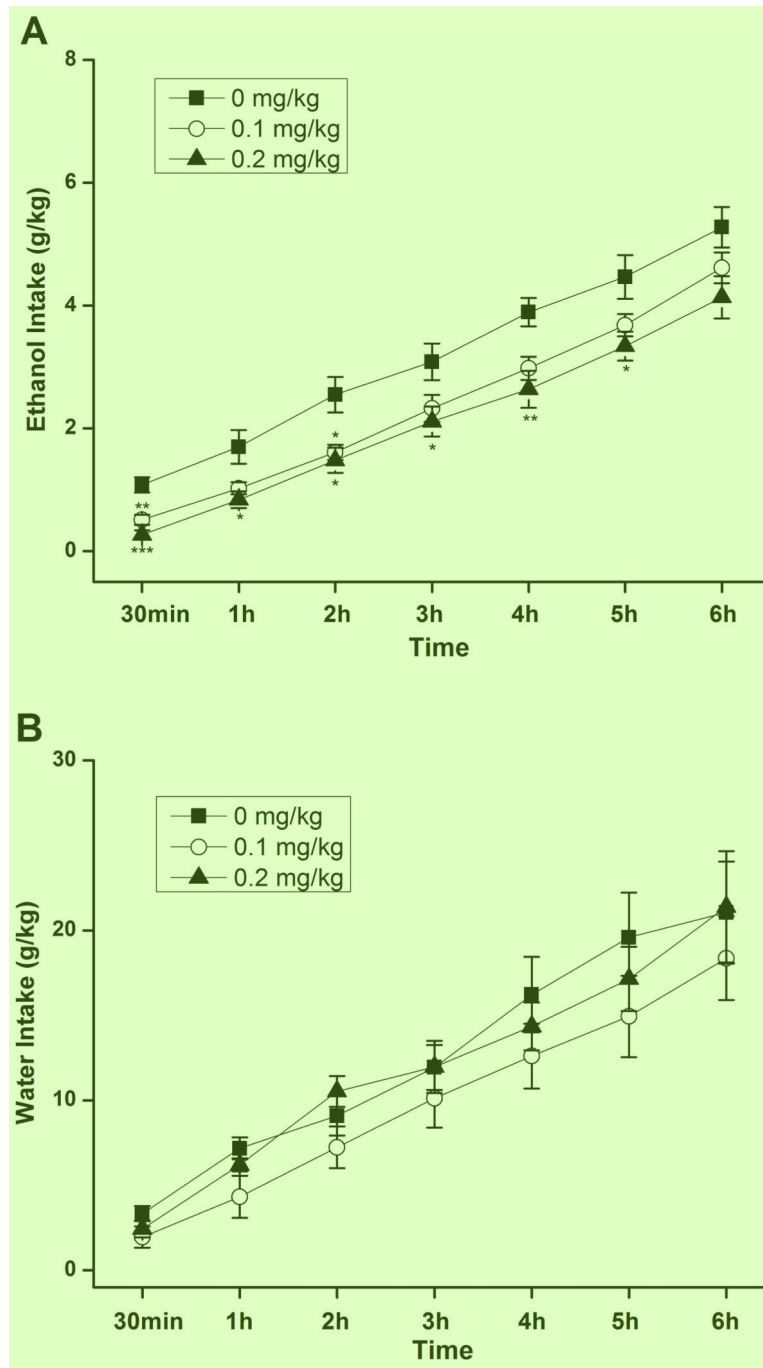 A
8
0 mg/kg
0.1 mg/kg
0.2 mg/kg
6
Ethanol Intake (g/kg)
4
2
0
*
**
***
*
*
*
**
*
30min 1h 2h 3h 4h 5h 6h
Time
B
30
0 mg/kg
0.1 mg/kg
0.2 mg/kg
20
Water Intake (g/kg)
10
0
30min 1h 2h 3h 4h 5h 6h
Time